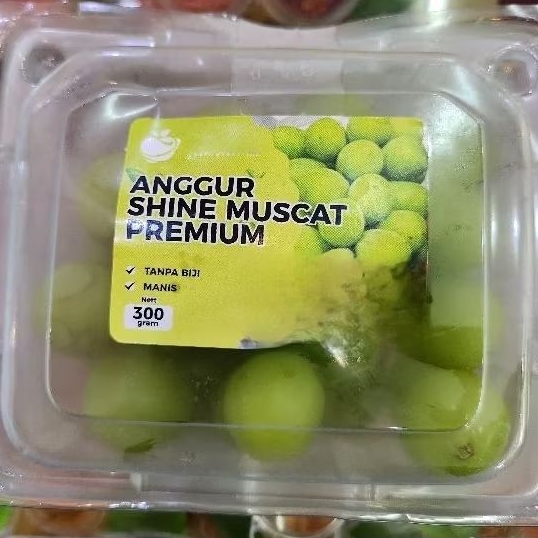 ANGGUR
SHINE MUSCAT
PREMIUM
TANPA BIJI
MANIS
Nett
300
gram